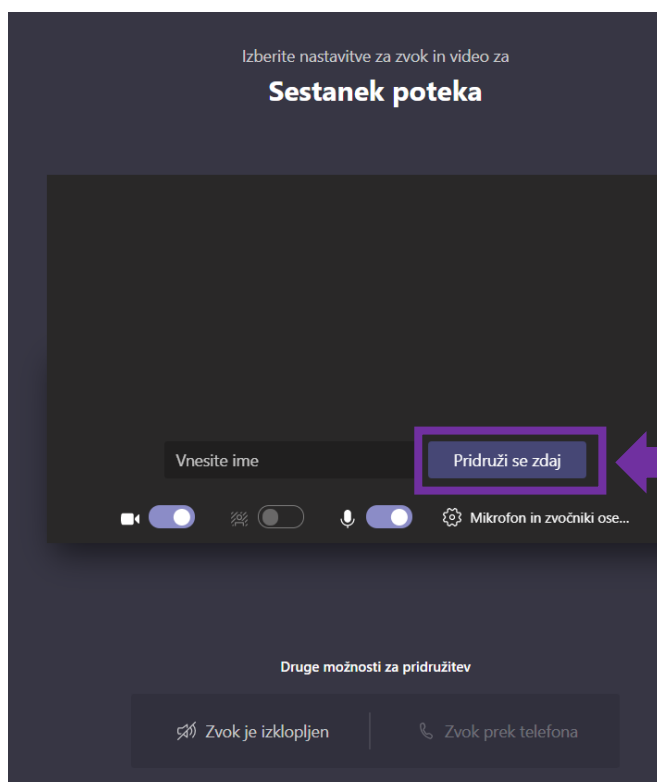 Izberite nastavitve za zvok in video za
Sestanek poteka
Vnesite ime
Pridruži se zdaj
Mikrofon in zvočniki ose...
Druge možnosti za pridružitev
Zvok je izklopljen
Zvok prek telefona